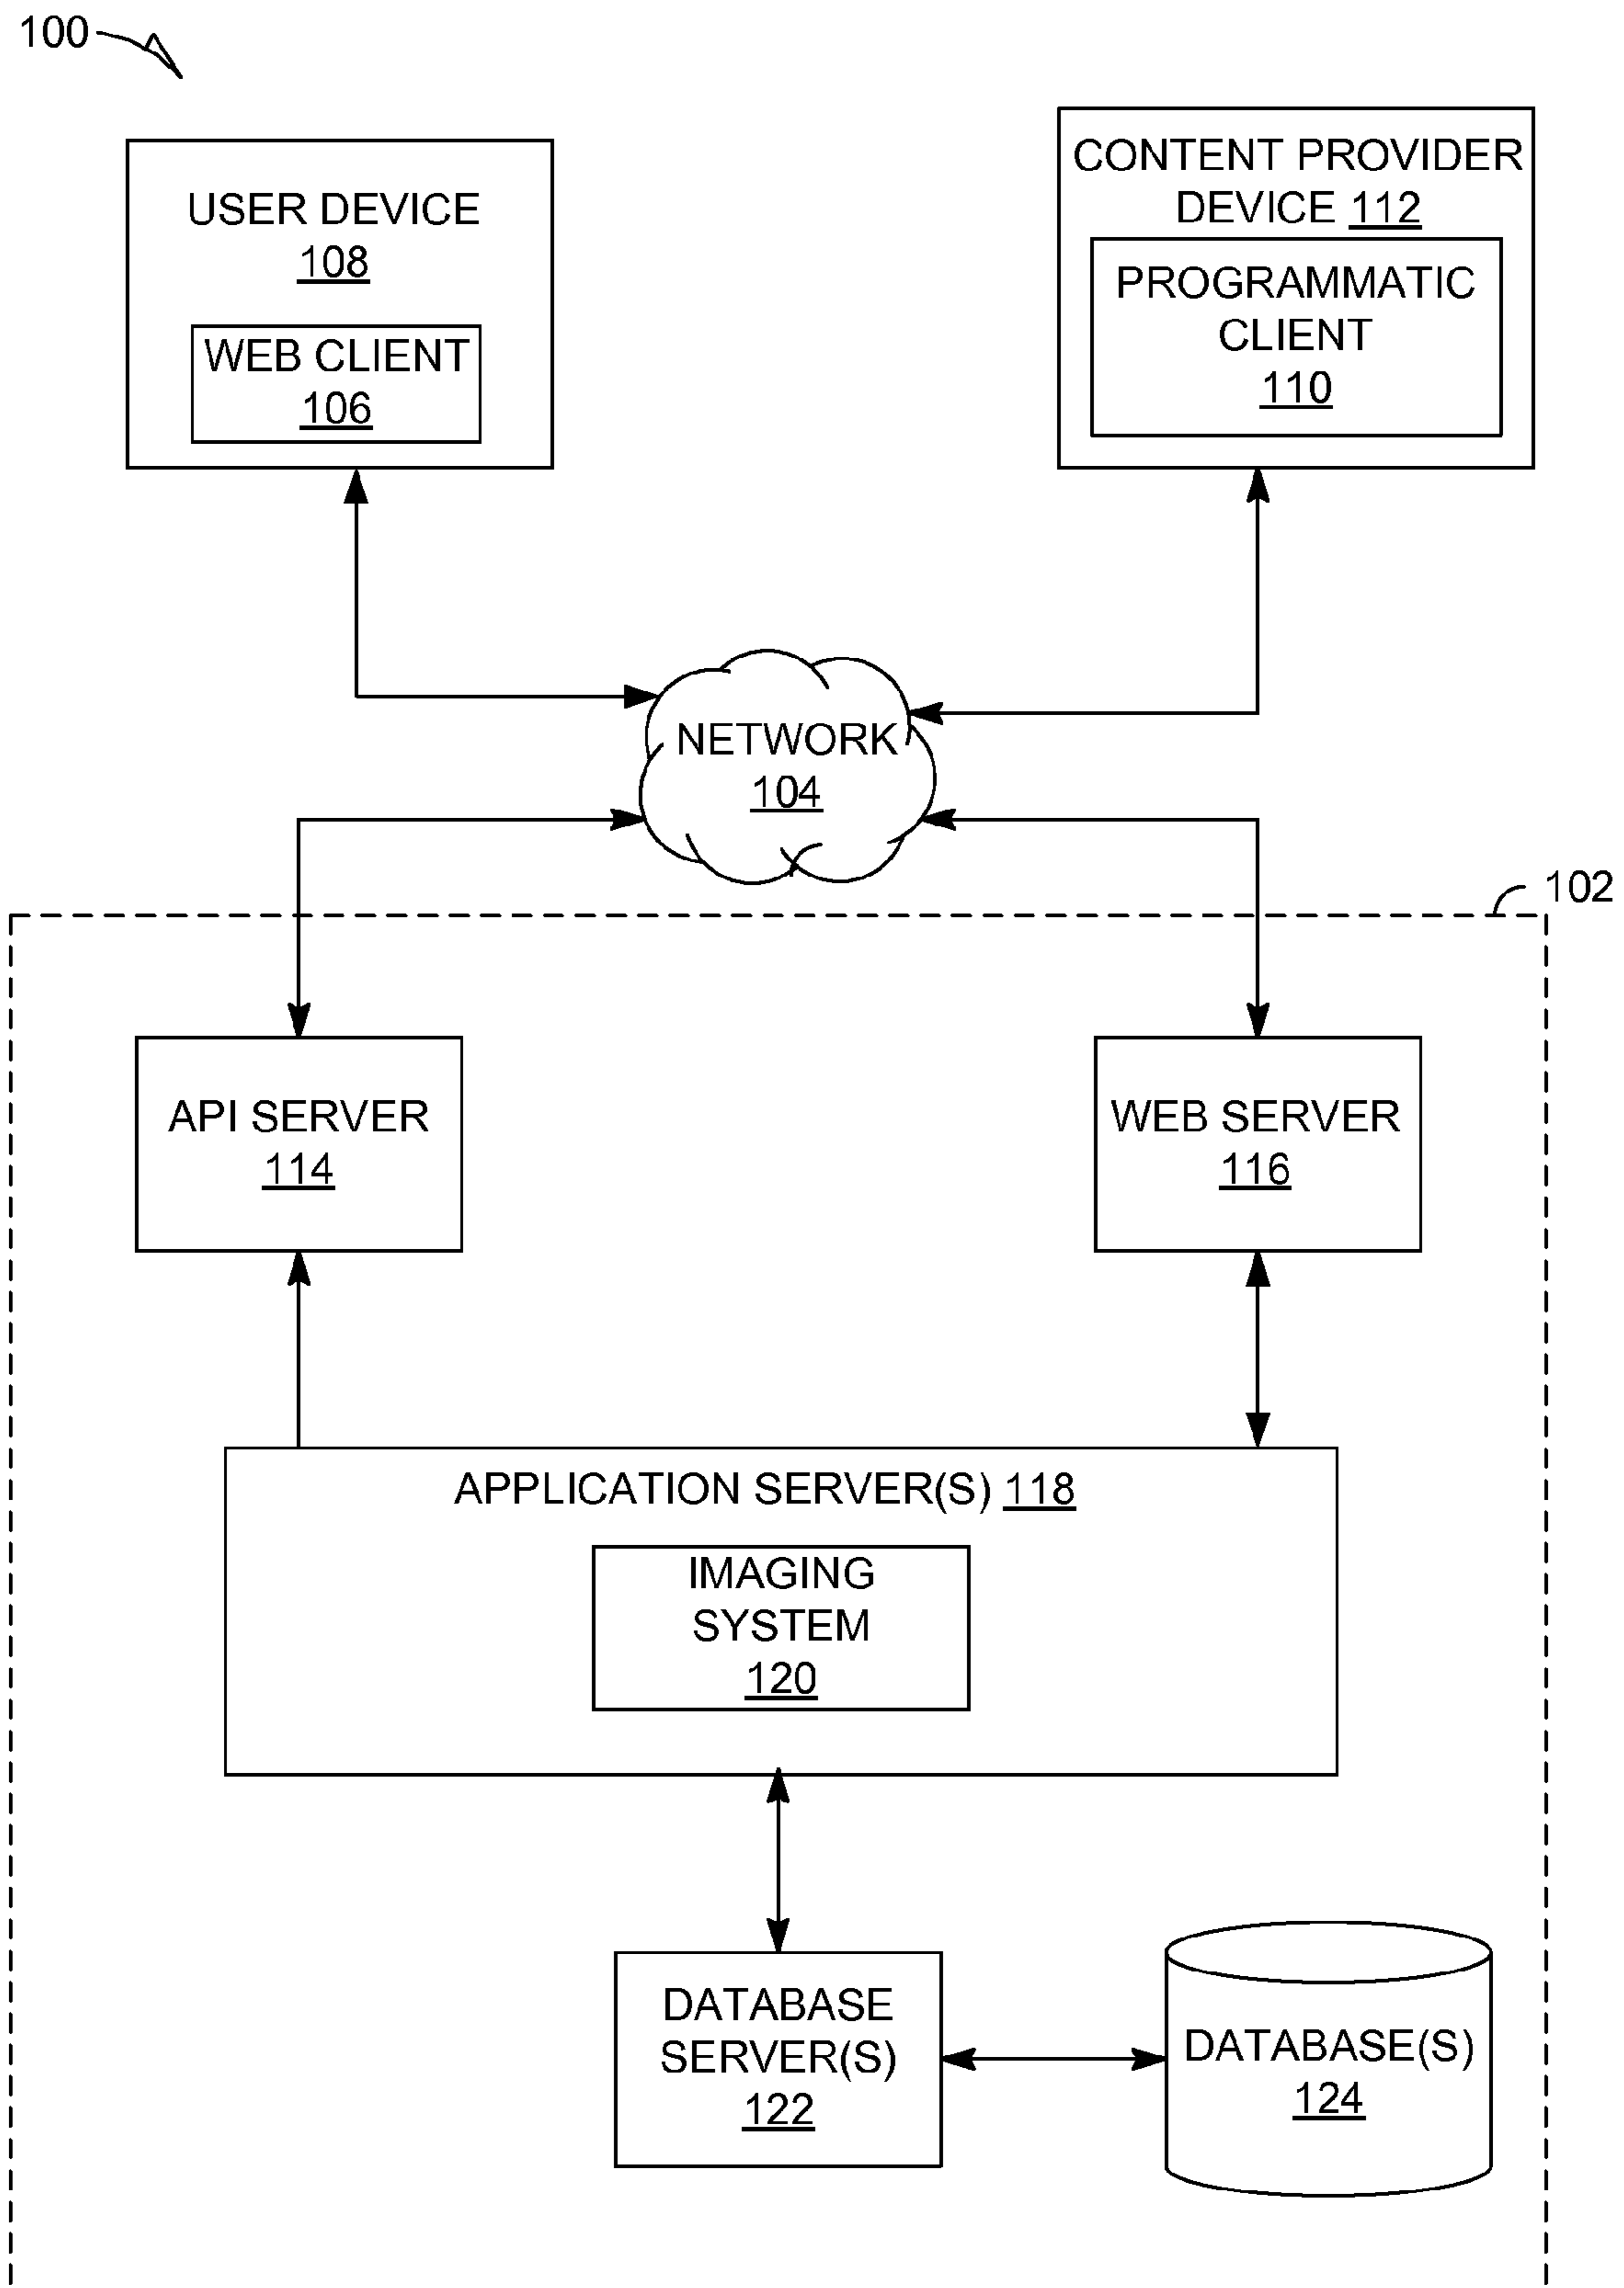 100
USER DEVICE
108
WEB CLIENT
106
CONTENT PROVIDER
DEVICE 112
PROGRAMMATIC
CLIENT
110
NETWORK
104
102
API SERVER
114
WEB SERVER
116
APPLICATION SERVER(S) 118
IMAGING
SYSTEM
120
DATABASE
SERVER(S)
122
DATABASE(S)
124